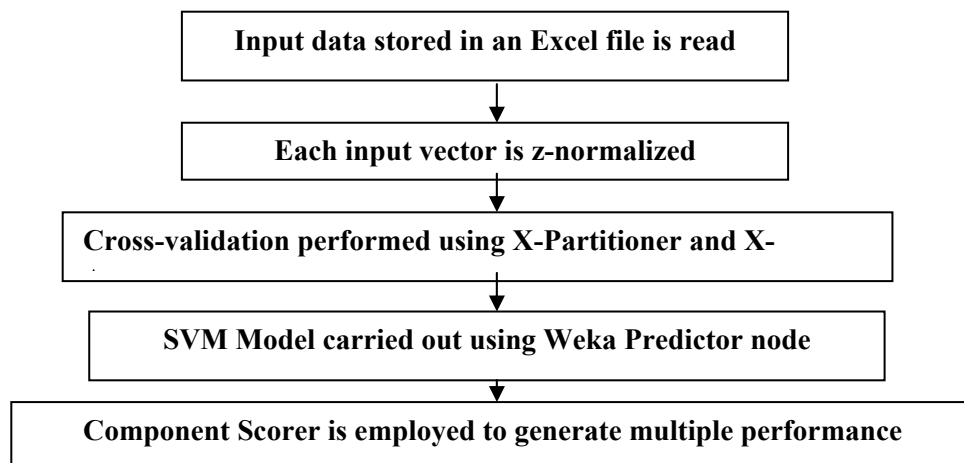 Input data stored in an Excel file is read
Each input vector is z-normalized
Cross-validation performed using X-Partitioner and X-
SVM Model carried out using Weka Predictor node
Component Scorer is employed to generate multiple performance